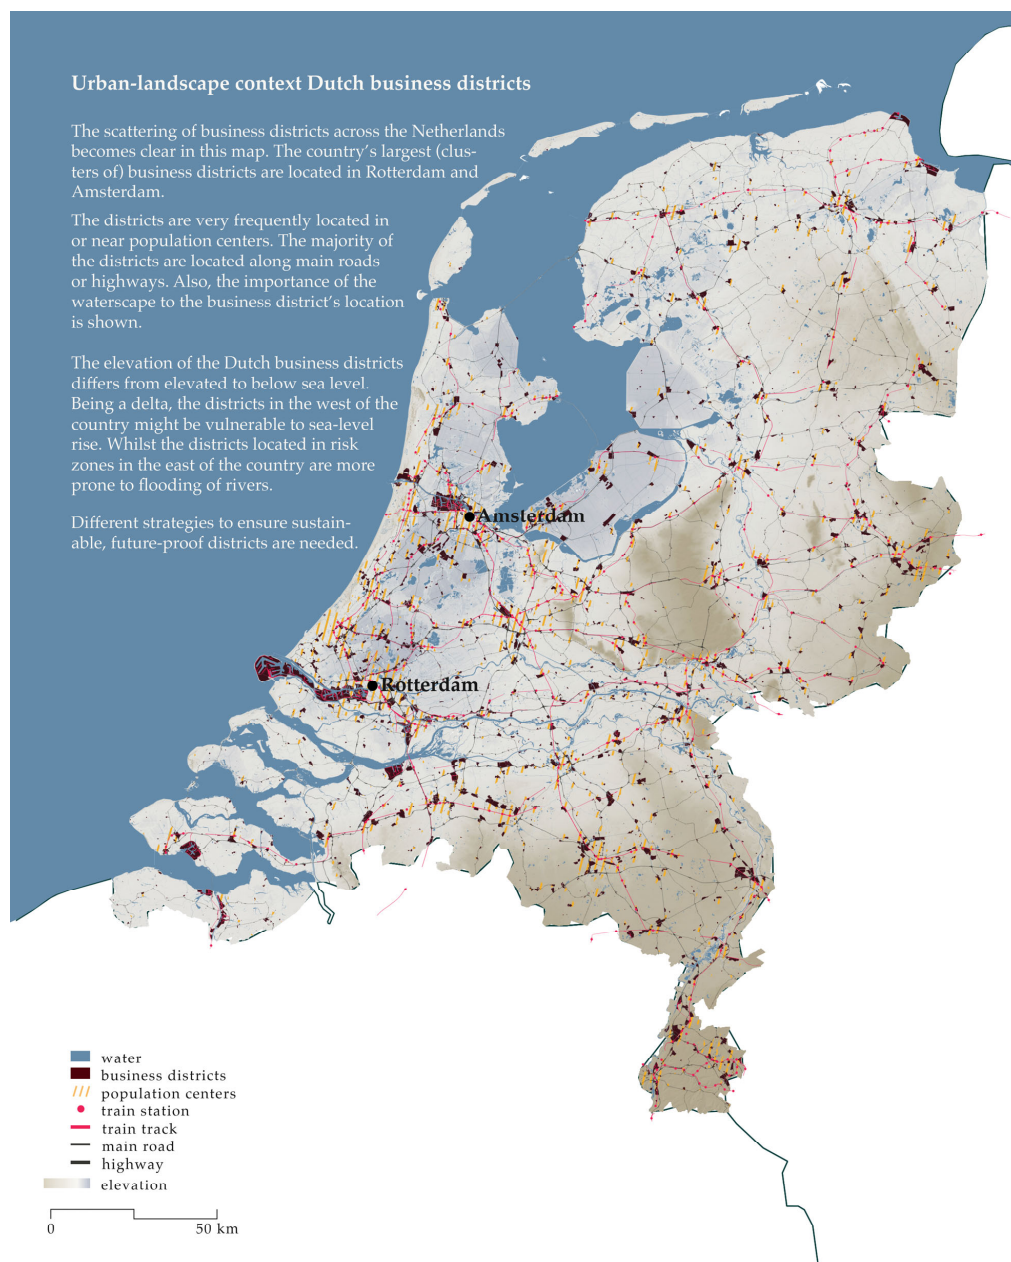 Urban-landscape context Dutch business districts
The scattering of business districts across the Netherlands
becomes clear in this map. The country's largest (clus-
ters of) business districts are located in Rotterdam and
Amsterdam.
The districts are very frequently located in
or near population centers. The majority of
the districts are located along main roads
or highways. Also, the importance of the
waterscape to the business district's location
is shown.
The elevation of the Dutch business districts
differs from elevated to below sea level.
Being a delta, the districts in the west of the
country might be vulnerable to sea-level
rise. Whilst the districts located in risk
zones in the east of the country are more
prone to flooding of rivers.
Different strategies to ensure sustain-
able, future-proof districts are needed.
Amsterdam
Rotterdam
water
business districts
population centers
train station
train track
main road
highway
elevation
0 50 km